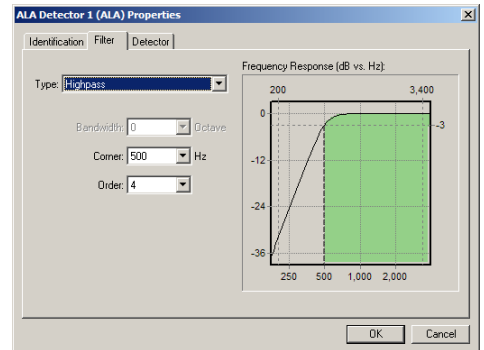 ALA Detector 1 (ALA) Properties
Identification Filter Detector
Type: Highpass
Bandwidth: 0 Octave
Corner: 500 Hz
Order: 4
Frequency Response (dB vs. Hz):
200 3,400
0 -3
-12
-24
-36
250 500 1,000 2,000
OK Cancel